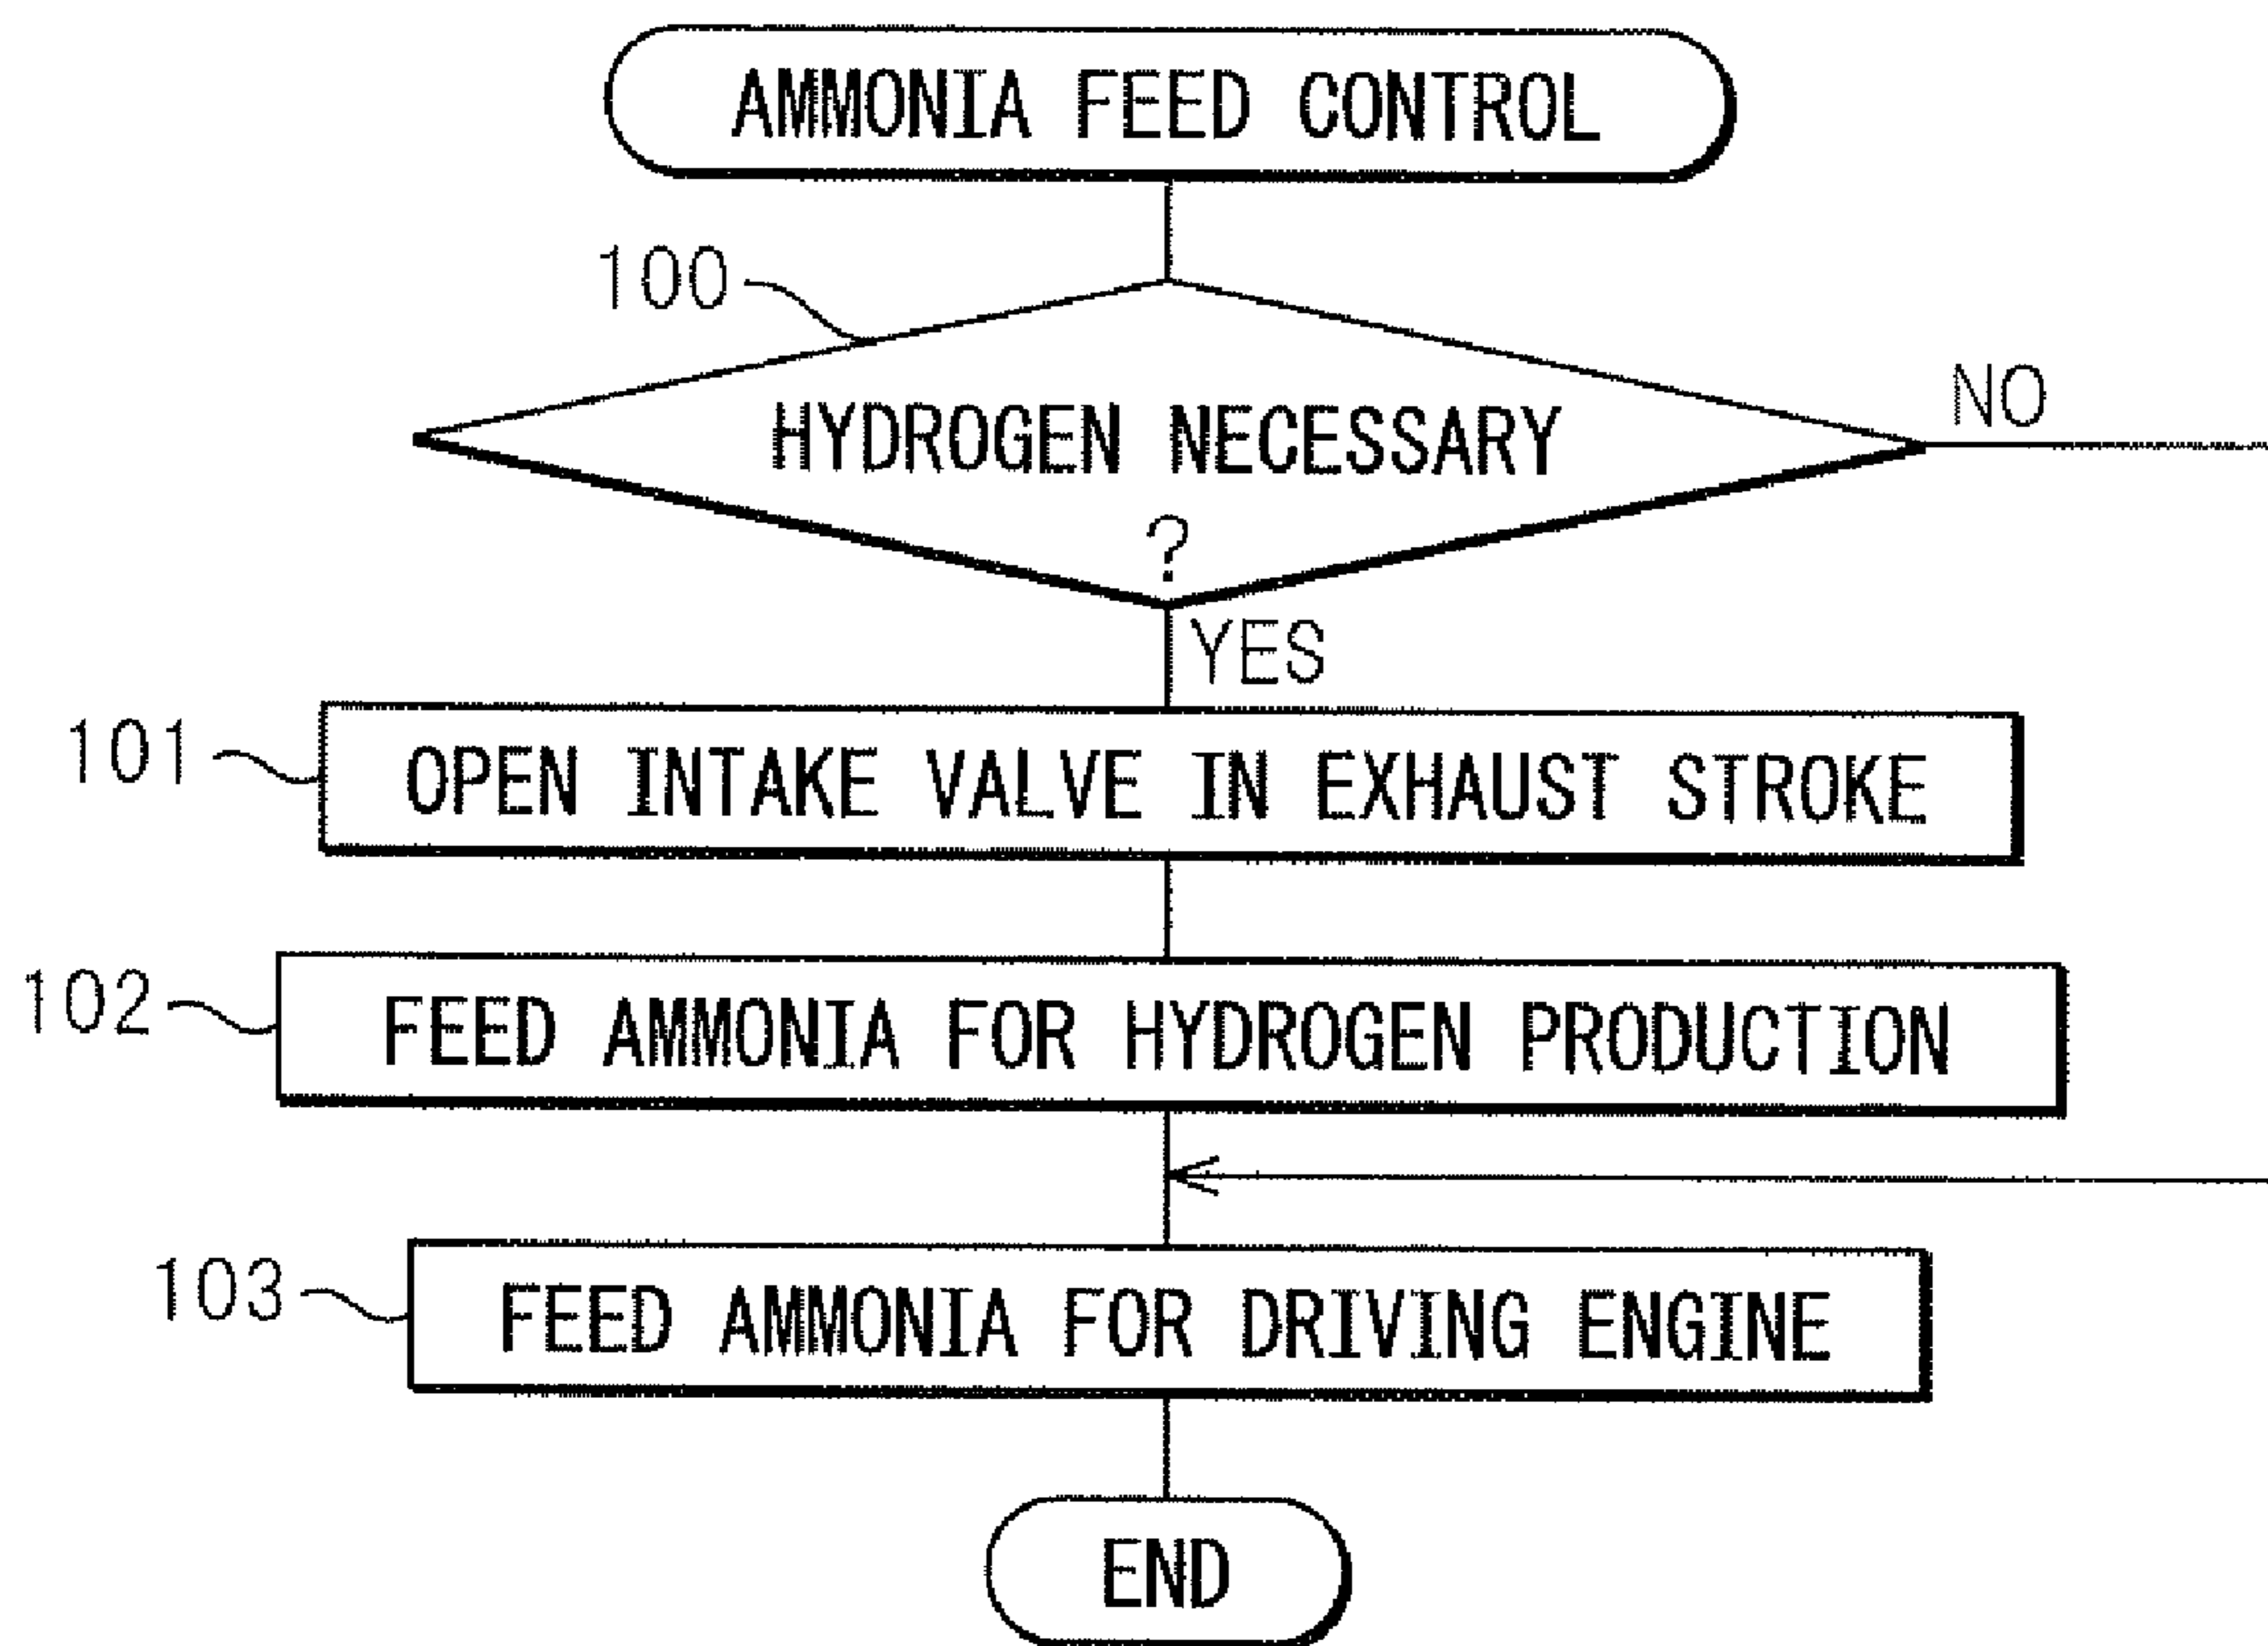 AMMONIA FEED CONTROL
100
HYDROGEN NECESSARY
?
NO
YES
101
OPEN INTAKE VALVE IN EXHAUST STROKE
102
FEED AMMONIA FOR HYDROGEN PRODUCTION
103
FEED AMMONIA FOR DRIVING ENGINE
END